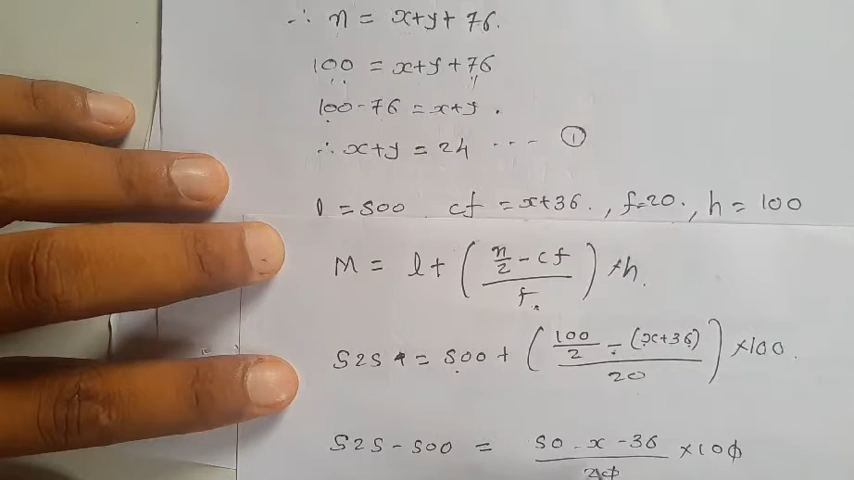 ∴ n = x+y+76.
100 = x+y+76
100-76 = x+y.
∴ x+y = 24 ---- ①
l = 500 cf = x+36., f=20., h = 100
M = l + ( (n/2 - cf) / f. ) × h.
525 = 500 + ( (100/2 - (x+36)) / 20 ) × 100.
525-500 = (50-x-36) / 20 × 100